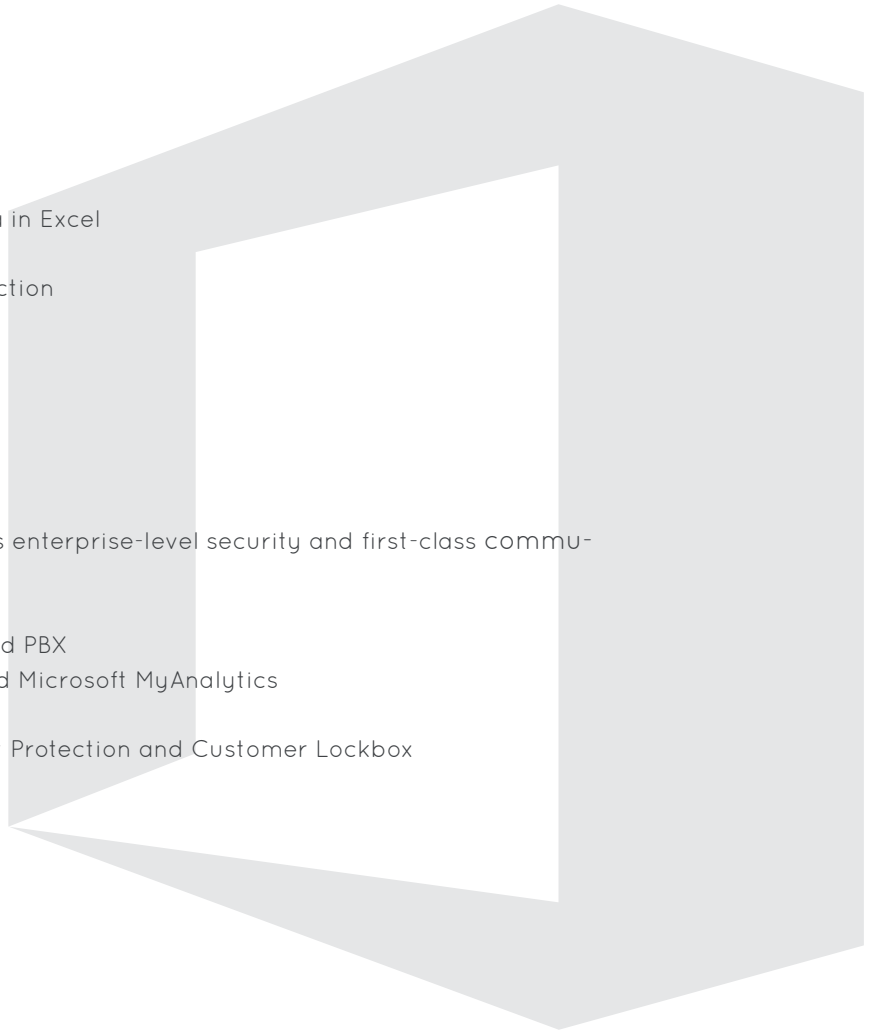 in Excel
ction
s enterprise-level security and first-class commu-
d PBX
d Microsoft MyAnalytics
Protection and Customer Lockbox